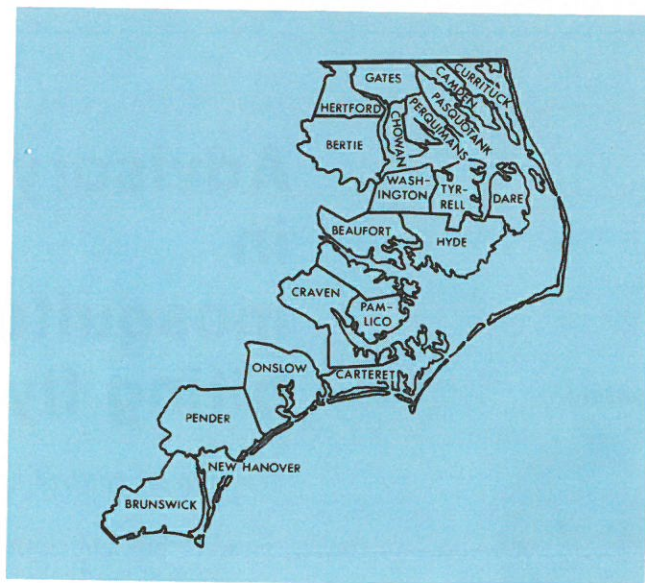 GATES
CURRITUCK
CAMDEN
PASQUOTANK
PERQUIMANS
HERTFORD
CHOWAN
BERTIE
WASH-
INGTON
TYR-
RELL
DARE
BEAUFORT
HYDE
CRAVEN
PAM-
LICO
ONSLOW
CARTERET
PENDER
NEW HANOVER
BRUNSWICK